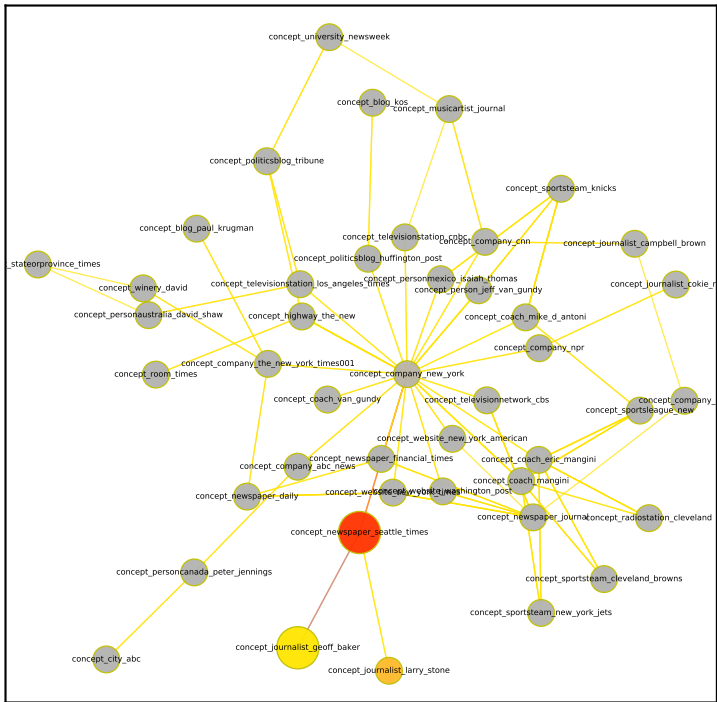 concept_university_newsweek
concept_blog_kos
concept_musicartist_journal
concept_politicsblog_tribune
concept_sportsteam_knicks
concept_blog_paul_krugman
concept_televisionstation_cnbc
concept_company_cnn
concept_journalist_campbell_brown
concept_politicsblog_huffington_post
_stateorprovince_times
concept_personmexico_isaiah_thomas
concept_televisionstation_los_angeles_times
concept_journalist_cokie_r
concept_winery_david
concept_person_jeff_van_gundy
concept_personaustralia_david_shaw
concept_highway_the_new
concept_coach_mike_d_antoni
concept_company_npr
concept_company_the_new_york_times001
concept_room_times
concept_company_new_york
concept_coach_van_gundy
concept_televisionnetwork_cbs
concept_company_
concept_sportsleague_new
concept_website_new_york_american
concept_newspaper_financial_times
concept_coach_eric_mangini
concept_company_abc_news
concept_coach_mangini
concept_newspaper_daily
concept_website_new_york_times
concept_website_washington_post
concept_newspaper_journal
concept_radiostation_cleveland
concept_newspaper_seattle_times
concept_personcanada_peter_jennings
concept_sportsteam_cleveland_browns
concept_sportsteam_new_york_jets
concept_journalist_geoff_baker
concept_city_abc
concept_journalist_larry_stone